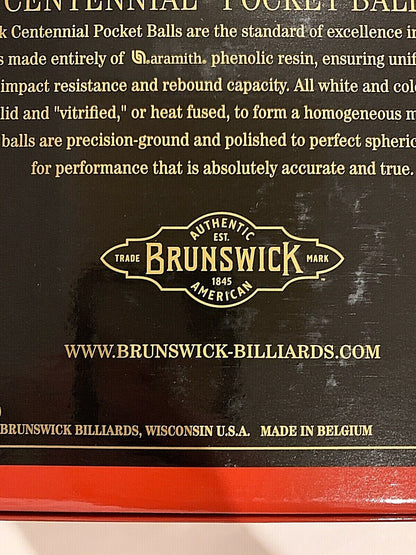 CENTENNIAL POCKET BALL
k Centennial Pocket Balls are the standard of excellence in
s made entirely of aramith® phenolic resin, ensuring unif
impact resistance and rebound capacity. All white and colo
lid and "vitrified," or heat fused, to form a homogeneous m
balls are precision-ground and polished to perfect spheric
for performance that is absolutely accurate and true.
AUTHENTIC
EST.
TRADE BRUNSWICK MARK
1845
AMERICAN
WWW.BRUNSWICK-BILLIARDS.COM
BRUNSWICK BILLIARDS, WISCONSIN U.S.A. MADE IN BELGIUM